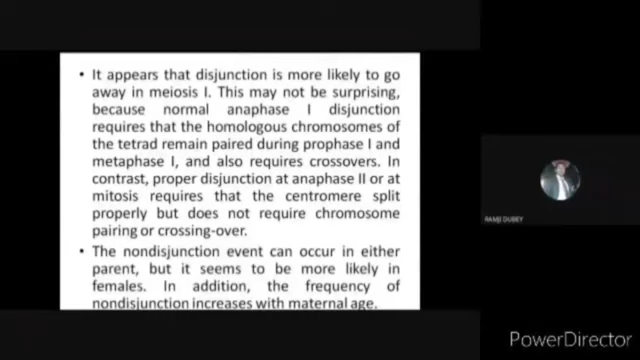 • It appears that disjunction is more likely to go
away in meiosis I. This may not be surprising,
because normal anaphase I disjunction
requires that the homologous chromosomes of
the tetrad remain paired during prophase I and
metaphase I, and also requires crossovers. In
contrast, proper disjunction at anaphase II or at
mitosis requires that the centromere split
properly but does not require chromosome
pairing or crossing-over.
• The nondisjunction event can occur in either
parent, but it seems to be more likely in
females. In addition, the frequency of
nondisjunction increases with maternal age.
RAMJI DUBEY
PowerDirector